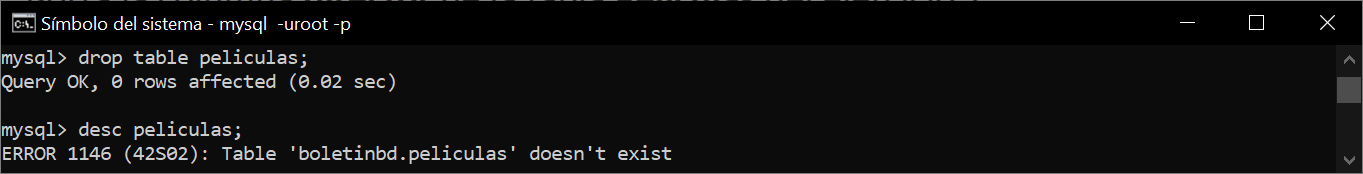 Símbolo del sistema - mysql -uroot -p
mysql> drop table peliculas;
Query OK, 0 rows affected (0.02 sec)
mysql> desc peliculas;
ERROR 1146 (42S02): Table 'boletinbd.peliculas' doesn't exist